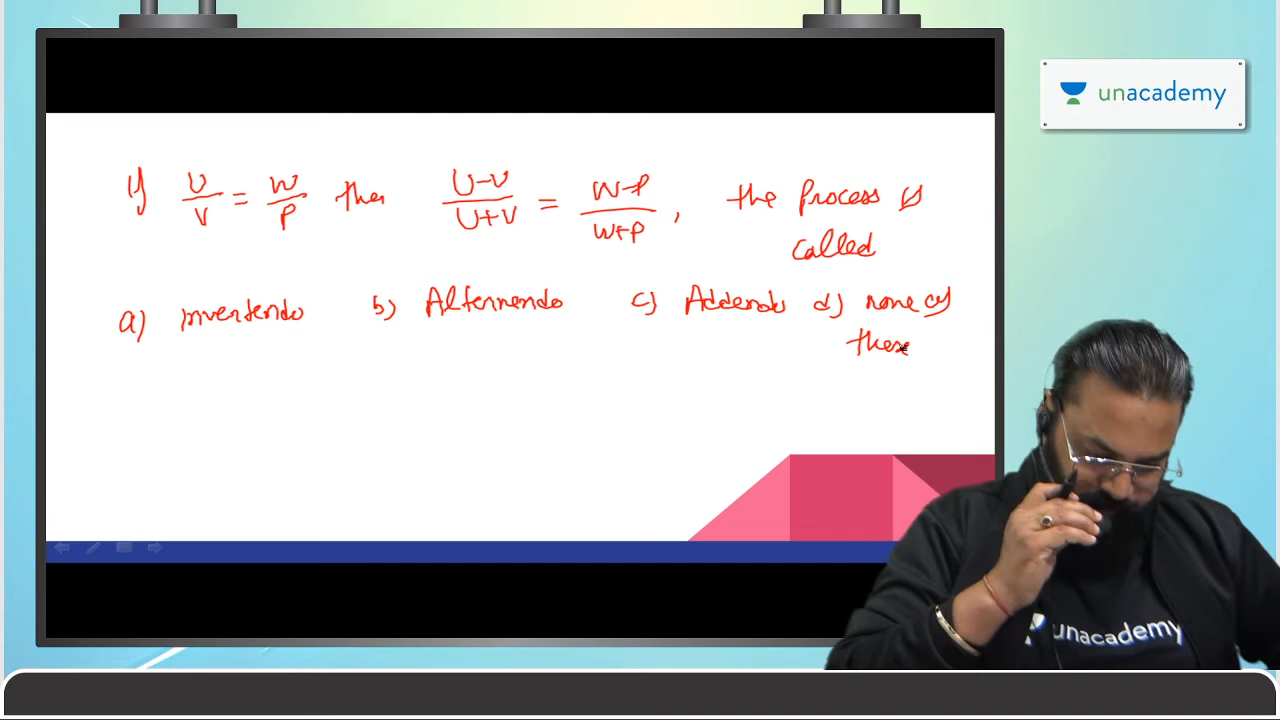 unacademy
If U/V = W/P then U-V/U+V = W-P/W+P, the process is
called
a) invertendo b) Alternendo c) Addendo d) none of
these
unacademy